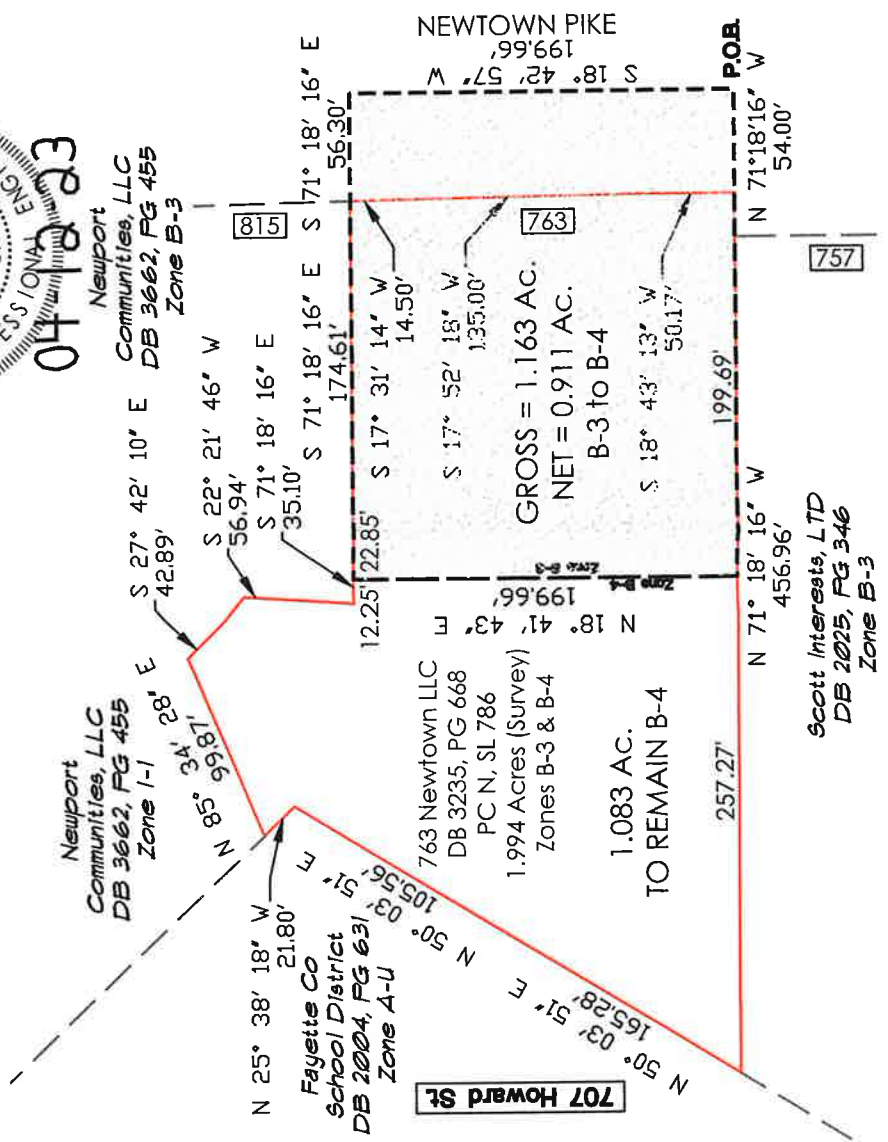 ESSIONAL ENG
04-12-23
NEWTOWN PIKE
S 18° 42' 57" W
199.66'
P.O.B.
S 71° 18' 16" E
56.30'
N 71°18'16" W
54.00'
Newport
Communities, LLC
DB 3662, PG 455
Zone B-3
815
763
757
S 71° 18' 16" E
174.61'
S 17° 31' 14" W
14.50'
S 17° 52' 18" W
135.00'
S 18° 43' 13" W
50.17'
GROSS = 1.163 Ac.
NET = 0.911 Ac.
B-3 to B-4
199.69'
S 27° 42' 10" E
42.89'
S 22° 21' 46" W
56.94'
S 71° 18' 16" E
35.10'
12.25'
22.85'
Zone B-3
Zone B-4
N 18° 41' 43" E
199.66'
N 71° 18' 16" W
456.96'
Scott Interests, LTD
DB 2025, PG 346
Zone B-3
Newport
Communities, LLC
DB 3662, PG 455
Zone I-1
N 85° 34' 28" E
99.87'
N 25° 38' 18" W
21.80'
Fayette Co
School District
DB 2004, PG 631
Zone A-U
763 Newtown LLC
DB 3235, PG 668
PC N, SL 786
1.994 Acres (Survey)
Zones B-3 & B-4
1.083 Ac.
TO REMAIN B-4
257.27'
N 50° 03' 51" E
105.56'
N 50° 03' 51" E
165.28'
707 Howard St.